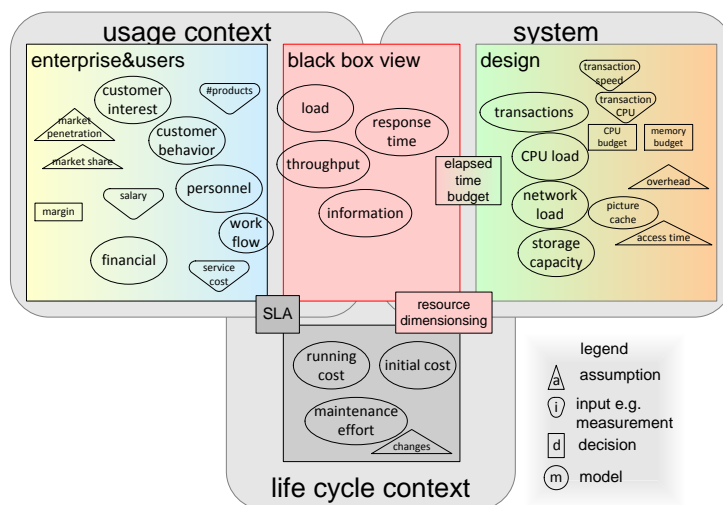 usage context
system
enterprise&users
black box view
design
customer
interest
#products
market
penetration
customer
behavior
market share
personnel
salary
margin
work
flow
financial
service
cost
load
response
time
throughput
information
elapsed
time
budget
transaction
speed
transaction
CPU
transactions
CPU
budget
memory
budget
CPU load
overhead
network
load
picture
cache
access time
storage
capacity
SLA
resource
dimensionsing
running
cost
initial cost
maintenance
effort
changes
life cycle context
legend
a assumption
i input e.g.
measurement
d decision
m model